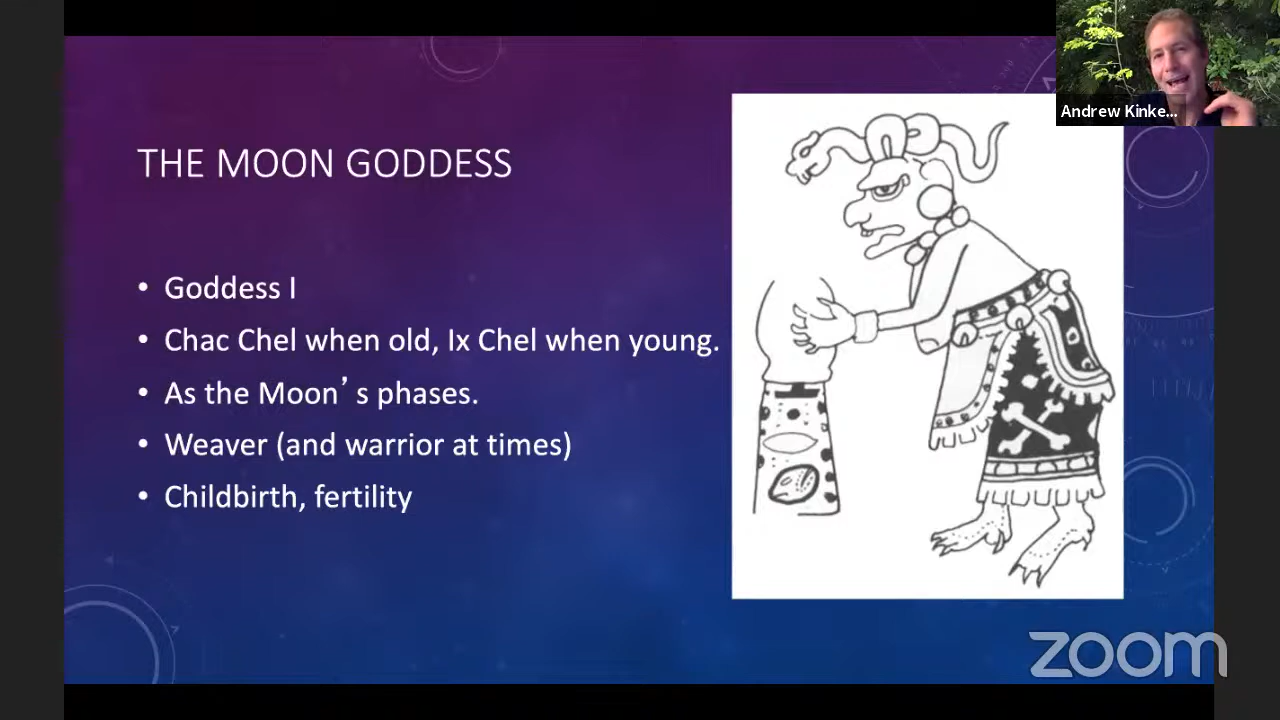 THE MOON GODDESS
• Goddess I
• Chac Chel when old, Ix Chel when young.
• As the Moon’s phases.
• Weaver (and warrior at times)
• Childbirth, fertility
Andrew Kinke...
zoom